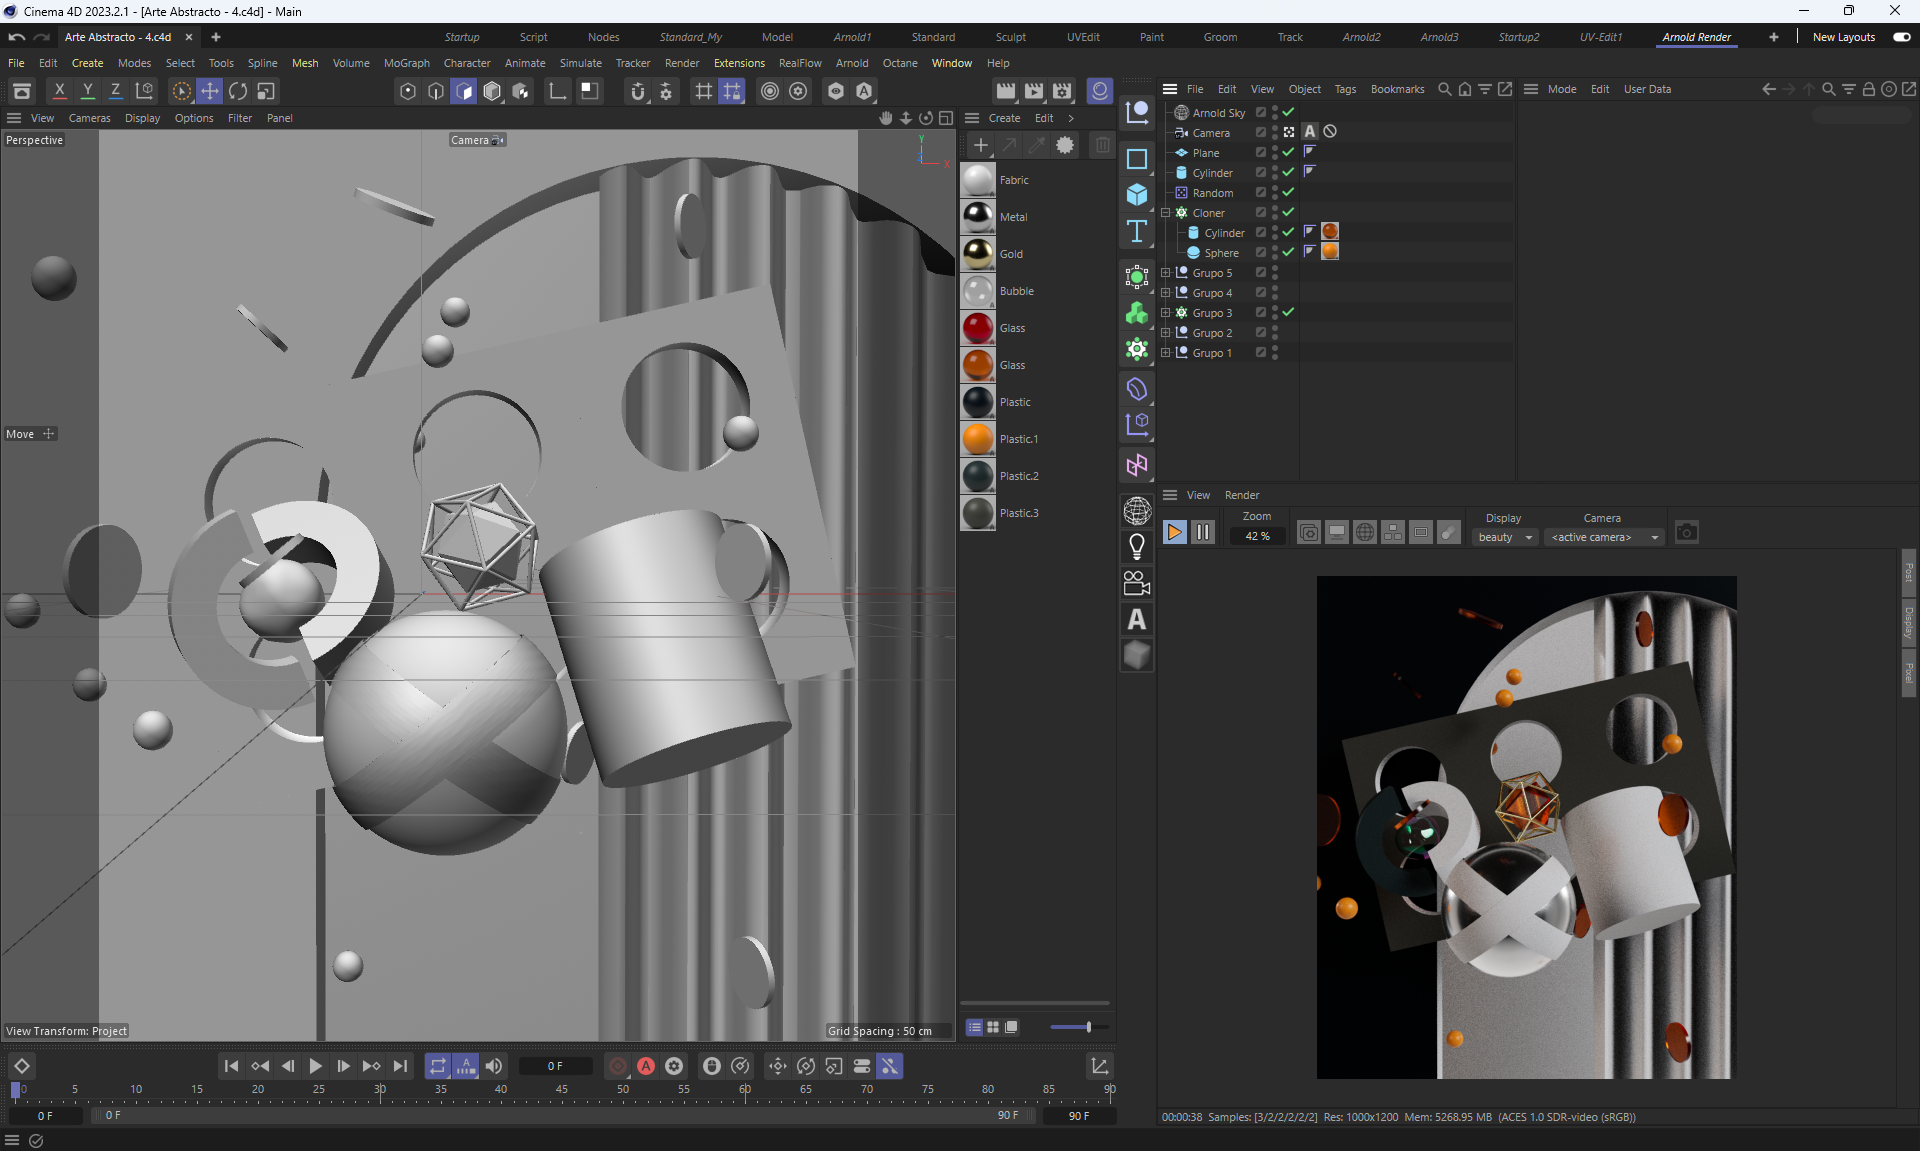 Cinema 4D 2023.2.1 - [Arte Abstracto - 4.c4d] - Main
Arte Abstracto - 4.c4d
Startup Script Nodes Standard_My Model Arnold1 Standard Sculpt UVEdit Paint Groom Track Arnold2 Arnold3 Startup2 UV-Edit1 Arnold Render New Layouts
File Edit Create Modes Select Tools Spline Mesh Volume MoGraph Character Animate Simulate Tracker Render Extensions RealFlow Arnold Octane Window Help
X Y Z
File Edit View Object Tags Bookmarks
Mode Edit User Data
View Cameras Display Options Filter Panel
Create Edit
Perspective
Camera
Y
X
Move
View Transform: Project
Grid Spacing : 50 cm
Fabric
Metal
Gold
Bubble
Glass
Glass
Plastic
Plastic.1
Plastic.2
Plastic.3
Arnold Sky
Camera
Plane
Cylinder
Random
Cloner
Cylinder
Sphere
Grupo 5
Grupo 4
Grupo 3
Grupo 2
Grupo 1
View Render
Zoom
42 %
Display
beauty
Camera
<active camera>
Post
Display
Pixel
00:00:38 Samples: [3/2/2/2/2/2] Res: 1000x1200 Mem: 5268.95 MB (ACES 1.0 SDR-video (sRGB))
0 F
0 5 10 15 20 25 30 35 40 45 50 55 60 65 70 75 80 85 90
0 F
0 F
90 F
90 F